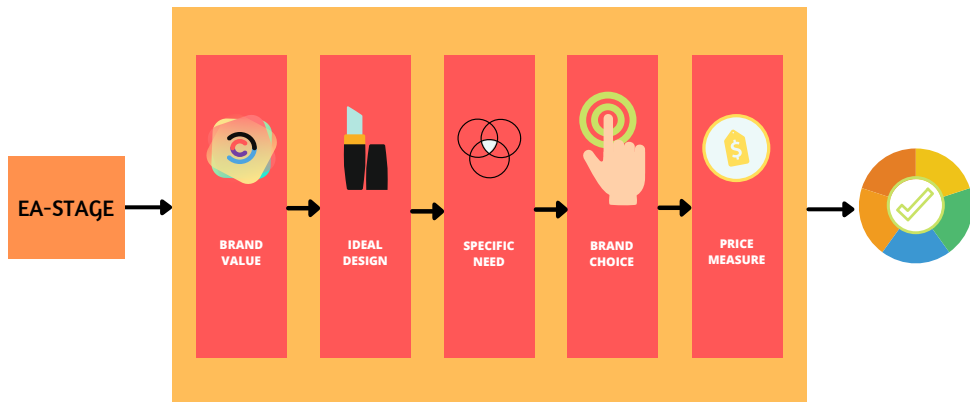 EA-STAGE
BRAND
VALUE
IDEAL
DESIGN
SPECIFIC
NEED
BRAND
CHOICE
PRICE
MEASURE
$